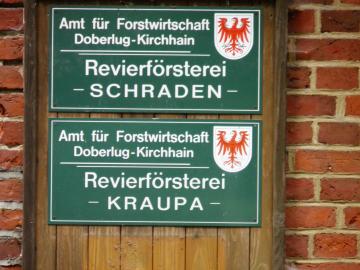 Amt für Forstwirtschaft
Doberlug-Kirchhain
Revierförsterei
– SCHRADEN –
Amt für Forstwirtschaft
Doberlug-Kirchhain
Revierförsterei
– KRAUPA –